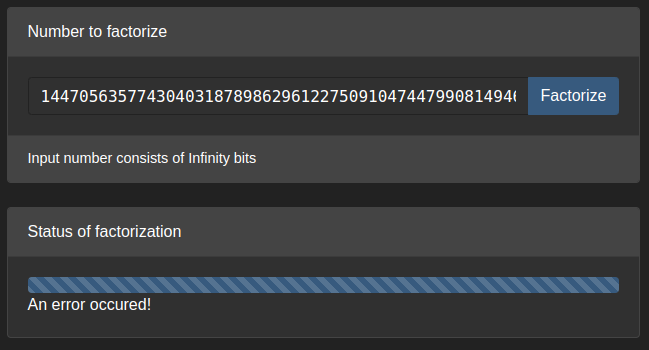 Number to factorize
1447056357743040318789862961227509104744799081494 Factorize
Input number consists of Infinity bits
Status of factorization
An error occured!